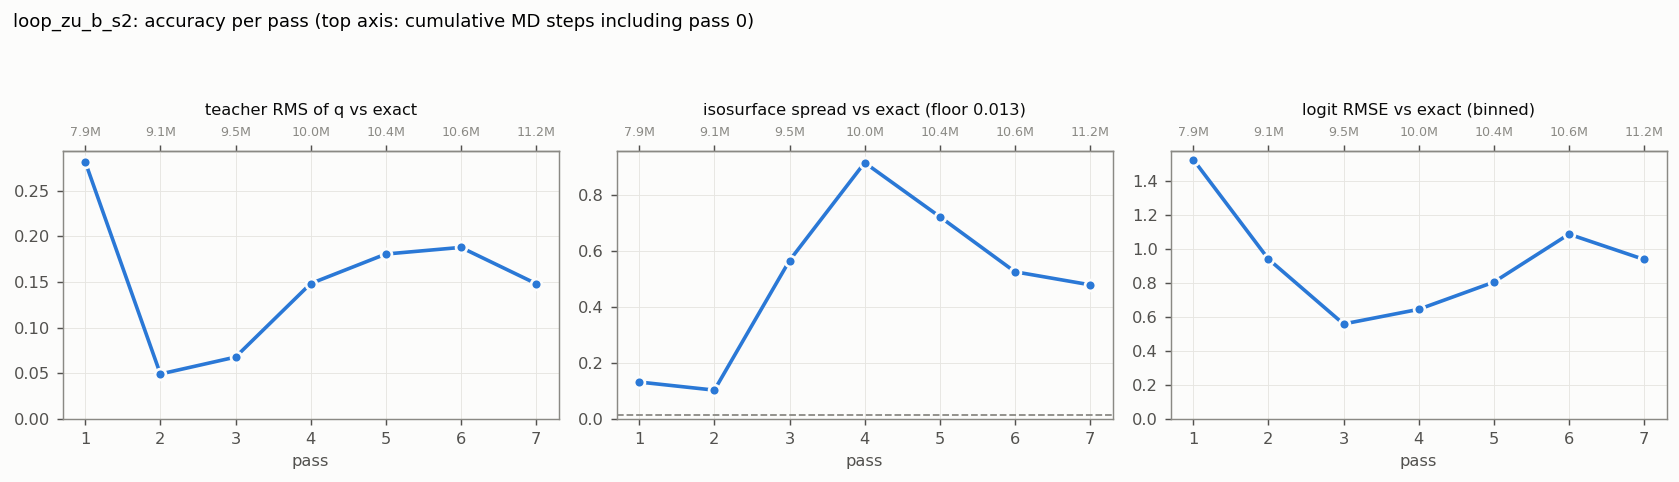 loop_zu_b_s2: accuracy per pass (top axis: cumulative MD steps including pass 0)
teacher RMS of q vs exact
7.9M 9.1M 9.5M 10.0M 10.4M 10.6M 11.2M
0.25
0.20
0.15
0.10
0.05
0.00
1 2 3 4 5 6 7
pass
isosurface spread vs exact (floor 0.013)
7.9M 9.1M 9.5M 10.0M 10.4M 10.6M 11.2M
0.8
0.6
0.4
0.2
0.0
1 2 3 4 5 6 7
pass
logit RMSE vs exact (binned)
7.9M 9.1M 9.5M 10.0M 10.4M 10.6M 11.2M
1.4
1.2
1.0
0.8
0.6
0.4
0.2
0.0
1 2 3 4 5 6 7
pass